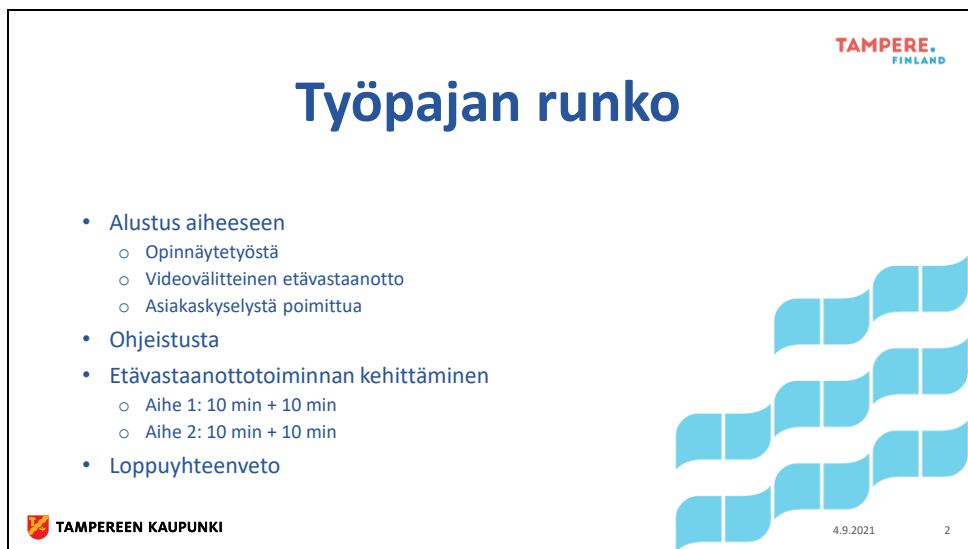 TAMPERE.
FINLAND
Työpajan runko
• Alustus aiheeseen
o Opinnäytetyöstä
o Videovälitteinen etävastaanotto
o Asiakaskyselystä poimittua
• Ohjeistusta
• Etävastaanottotoiminnan kehittäminen
o Aihe 1: 10 min + 10 min
o Aihe 2: 10 min + 10 min
• Loppuyhteenveto
TAMPEREEN KAUPUNKI
4.9.2021 2